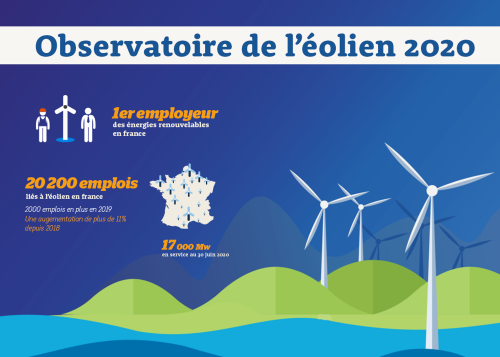 Observatoire de l'éolien 2020
1er employeur
des énergies renouvelables
en france
20 200 emplois
liés à l'éolien en france
2000 emplois en plus en 2019
Une augementation de plus de 11%
depuis 2018
17 000 Mw
en service au 30 juin 2020